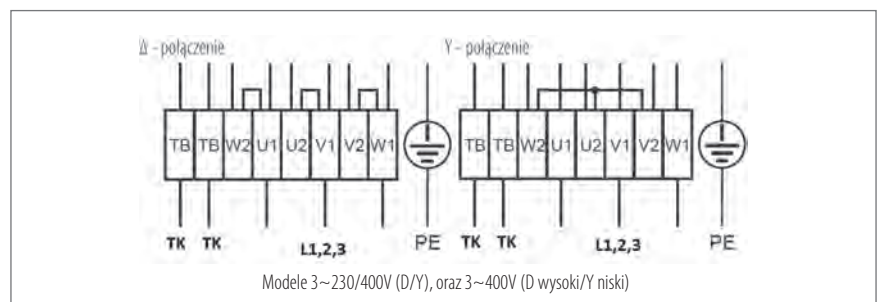 Δ - połączenie
Y - połączenie
TB TB W2 U1 U2 V1 V2 W1
TB TB W2 U1 U2 V1 V2 W1
TK TK L1,2,3 PE
TK TK L1,2,3 PE
Modele 3~230/400V (D/Y), oraz 3~400V (D wysoki/Y niski)